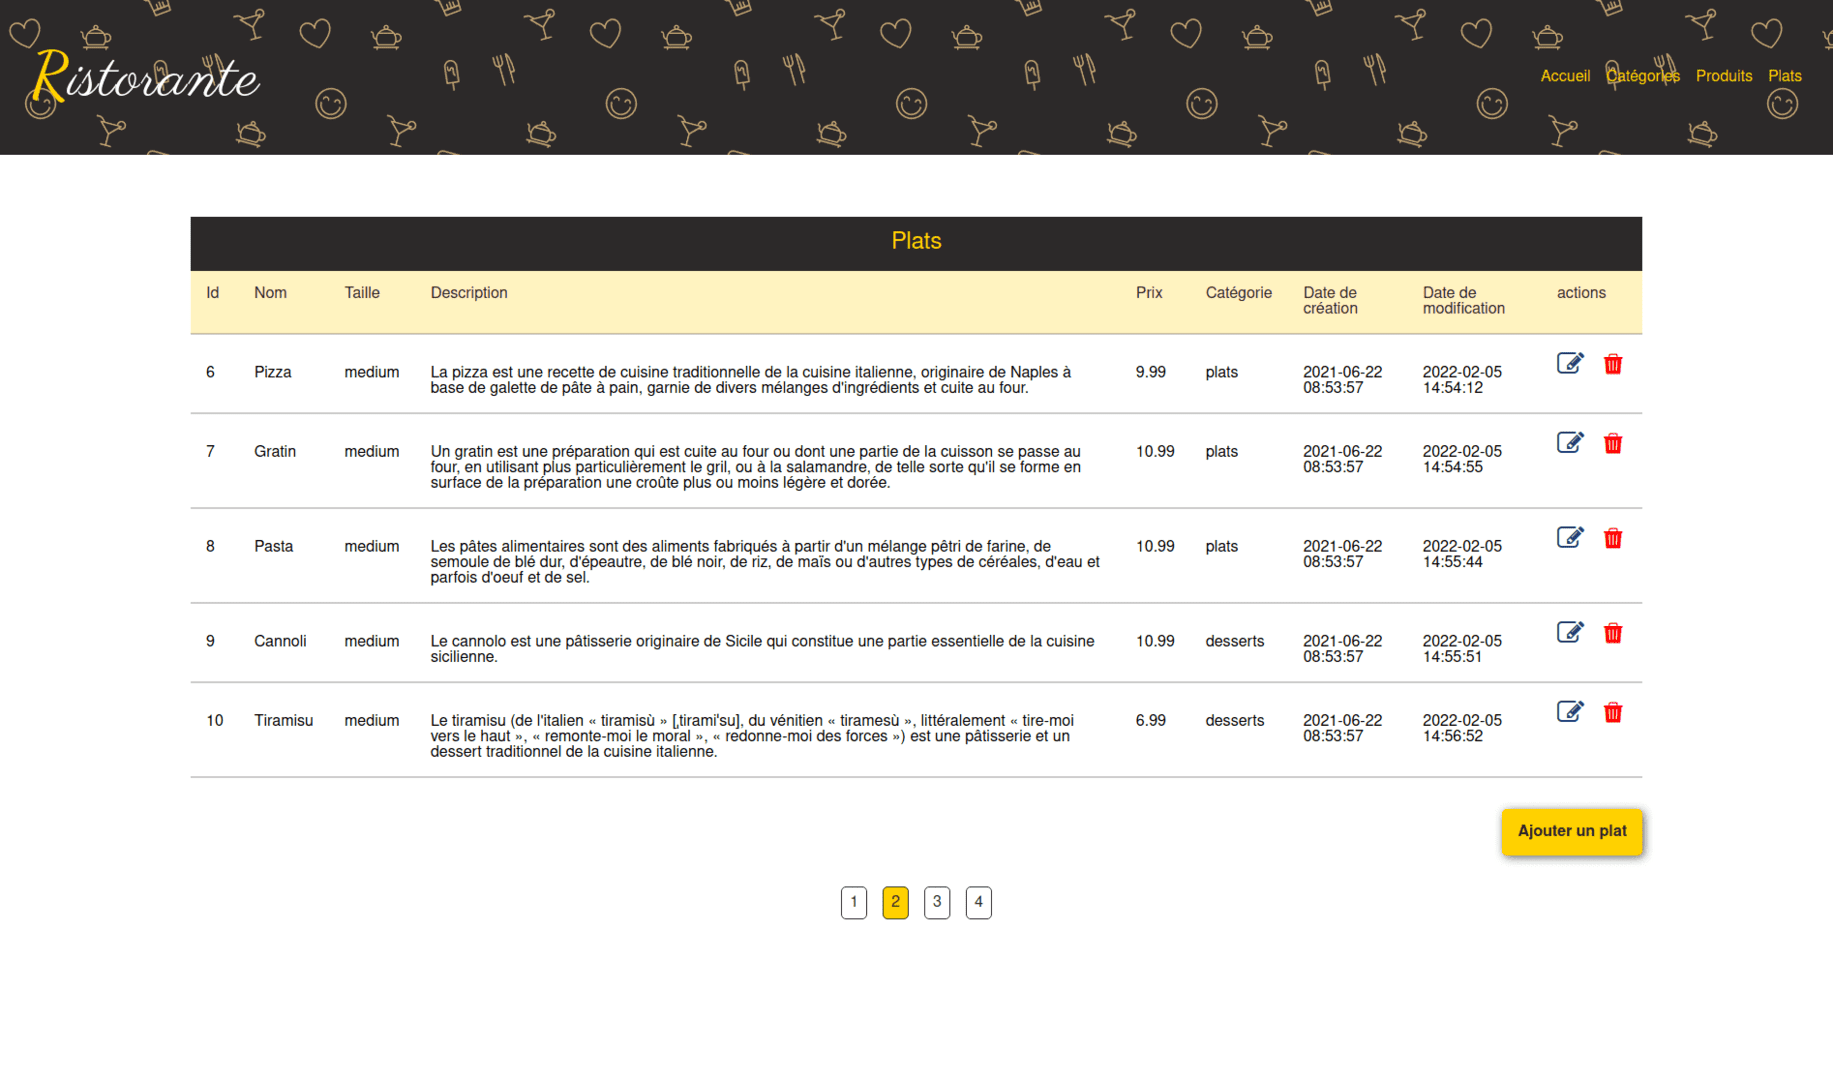 Ristorante
Accueil Catégories Produits Plats
Plats
Id Nom Taille Description Prix Catégorie Date de création Date de modification actions
6 Pizza medium La pizza est une recette de cuisine traditionnelle de la cuisine italienne, originaire de Naples à 9.99 plats 2021-06-22 2022-02-05
base de galette de pâte à pain, garnie de divers mélanges d'ingrédients et cuite au four. 08:53:57 14:54:12
7 Gratin medium Un gratin est une préparation qui est cuite au four ou dont une partie de la cuisson se passe au 10.99 plats 2021-06-22 2022-02-05
four, en utilisant plus particulièrement le gril, ou à la salamandre, de telle sorte qu'il se forme en 08:53:57 14:54:55
surface de la préparation une croûte plus ou moins légère et dorée.
8 Pasta medium Les pâtes alimentaires sont des aliments fabriqués à partir d'un mélange pêtri de farine, de 10.99 plats 2021-06-22 2022-02-05
semoule de blé dur, d'épeautre, de blé noir, de riz, de maïs ou d'autres types de céréales, d'eau et 08:53:57 14:55:44
parfois d'oeuf et de sel.
9 Cannoli medium Le cannolo est une pâtisserie originaire de Sicile qui constitue une partie essentielle de la cuisine 10.99 desserts 2021-06-22 2022-02-05
sicilienne. 08:53:57 14:55:51
10 Tiramisu medium Le tiramisu (de l'italien « tiramisù » [ˌtirami'su], du vénitien « tiramesù », littéralement « tire-moi 6.99 desserts 2021-06-22 2022-02-05
vers le haut », « remonte-moi le moral », « redonne-moi des forces ») est une pâtisserie et un 08:53:57 14:56:52
dessert traditionnel de la cuisine italienne.
Ajouter un plat
1 2 3 4